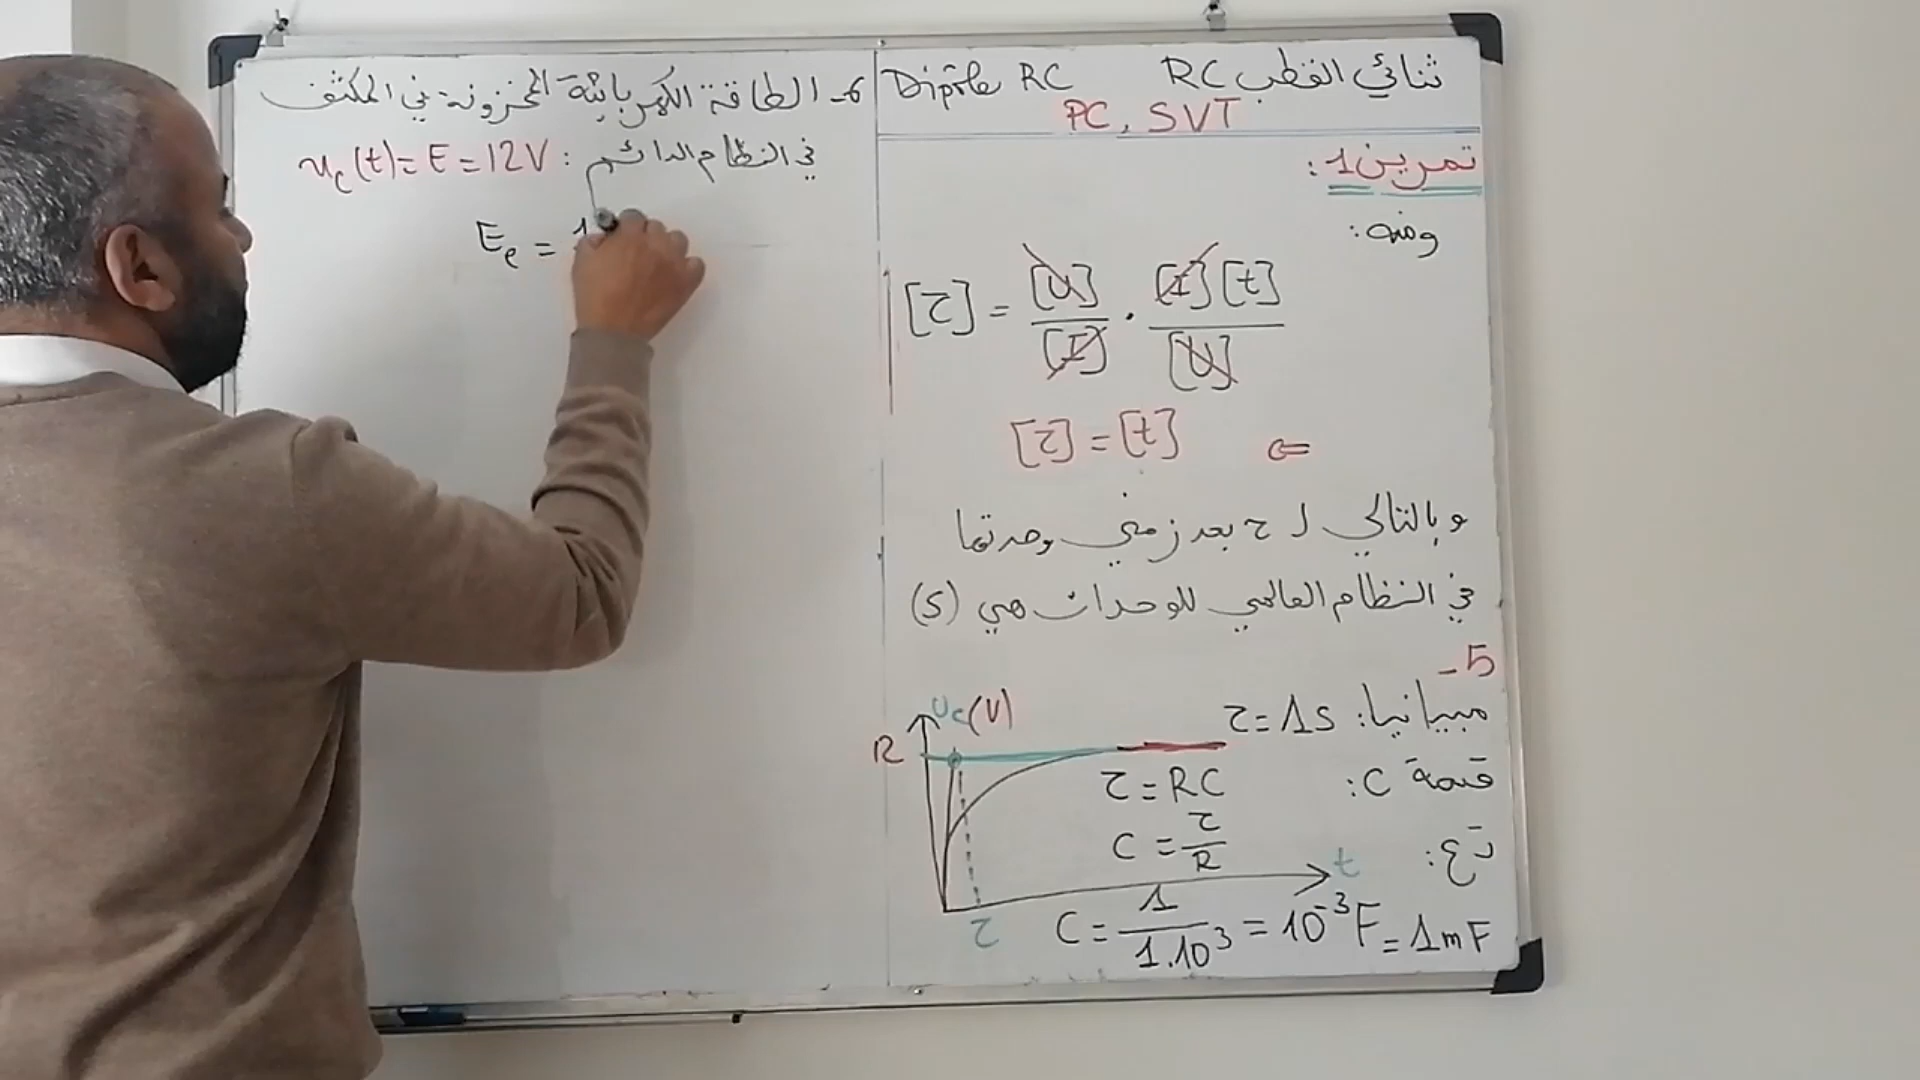 Dipôle RC ثنائي القطب RC
PC, SVT
تمرين 1:
ومنه:
[τ] = [U]/[I] · [I][t]/[U]
⇐ [τ] = [t]
وبالتالي ل τ بعد زمني وحدتها
في النظام العالمي للوحدات هي (s)
5-
مبيانيا: τ = 1s
قيمة C:
τ = RC
C = τ/R
ت ع:
C = 1/1.10³ = 10⁻³F = 1mF
uc(V)
R
t
τ
6- الطاقة الكهربائية المخزونة في المكثف
في النظام الدائم: uc(t) = E = 12V
Ee = 1